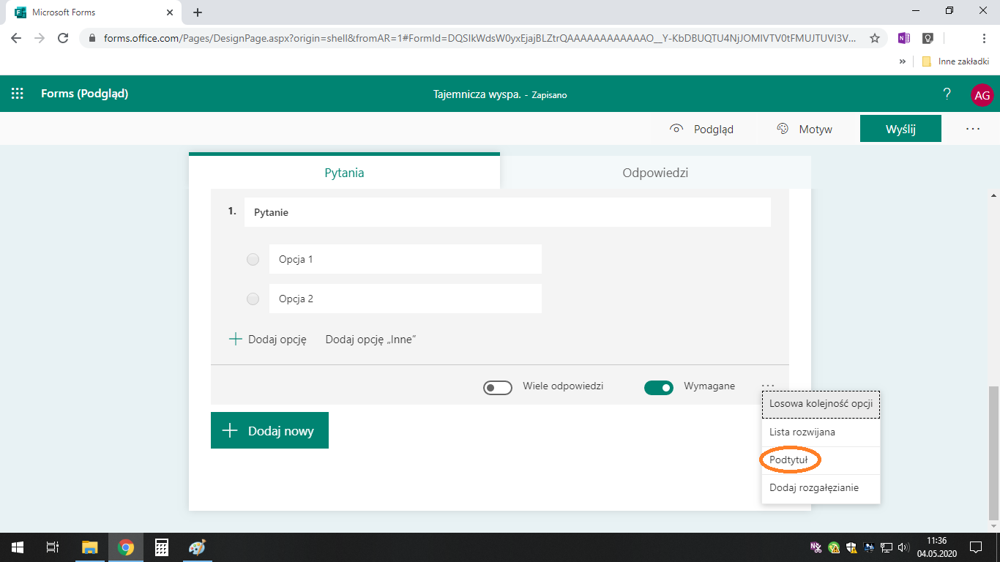 Microsoft Forms
forms.office.com/Pages/DesignPage.aspx?origin=shell&fromAR=1#FormId=DQSIkWdsW0yxEjajBLZtrQAAAAAAAAAAAAO__Y-KbDBUQTU4NjJOMlVTV0tFMUJTUVI3V...
» Inne zakładki
Forms (Podgląd)
Tajemnicza wyspa. - Zapisano
? AG
Podgląd Motyw Wyślij ...
Pytania Odpowiedzi
1. Pytanie
Opcja 1
Opcja 2
Dodaj opcję Dodaj opcję „Inne”
Wiele odpowiedzi Wymagane ...
Losowa kolejność opcji
Dodaj nowy
Lista rozwijana
Podtytuł
Dodaj rozgałęzianie
11:36
04.05.2020